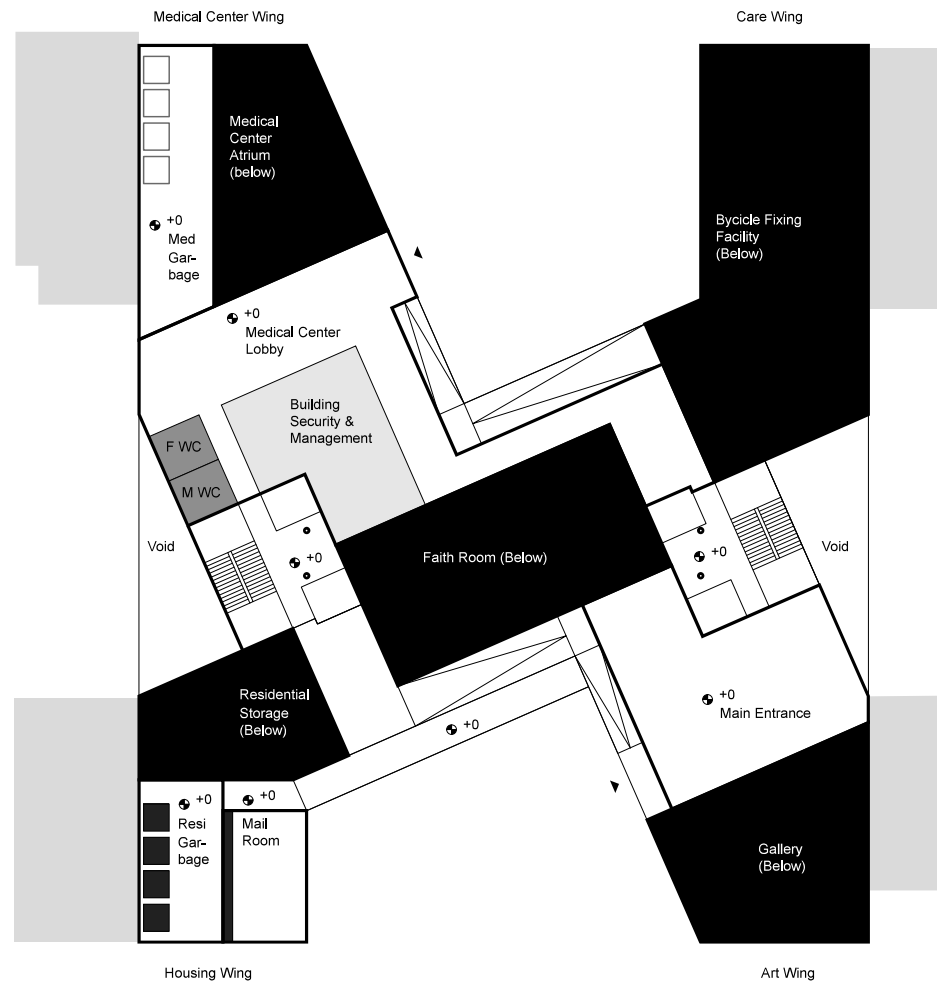 Medical Center Wing
Care Wing
Medical
Center
Atrium
(below)
+0
Med
Gar-
bage
Bycicle Fixing
Facility
(Below)
+0
Medical Center
Lobby
Building
Security &
Management
F WC
M WC
Void
+0
Faith Room (Below)
+0
Void
Residential
Storage
(Below)
+0
+0
Main Entrance
+0
Resi
Gar-
bage
+0
Mail
Room
Gallery
(Below)
Housing Wing
Art Wing